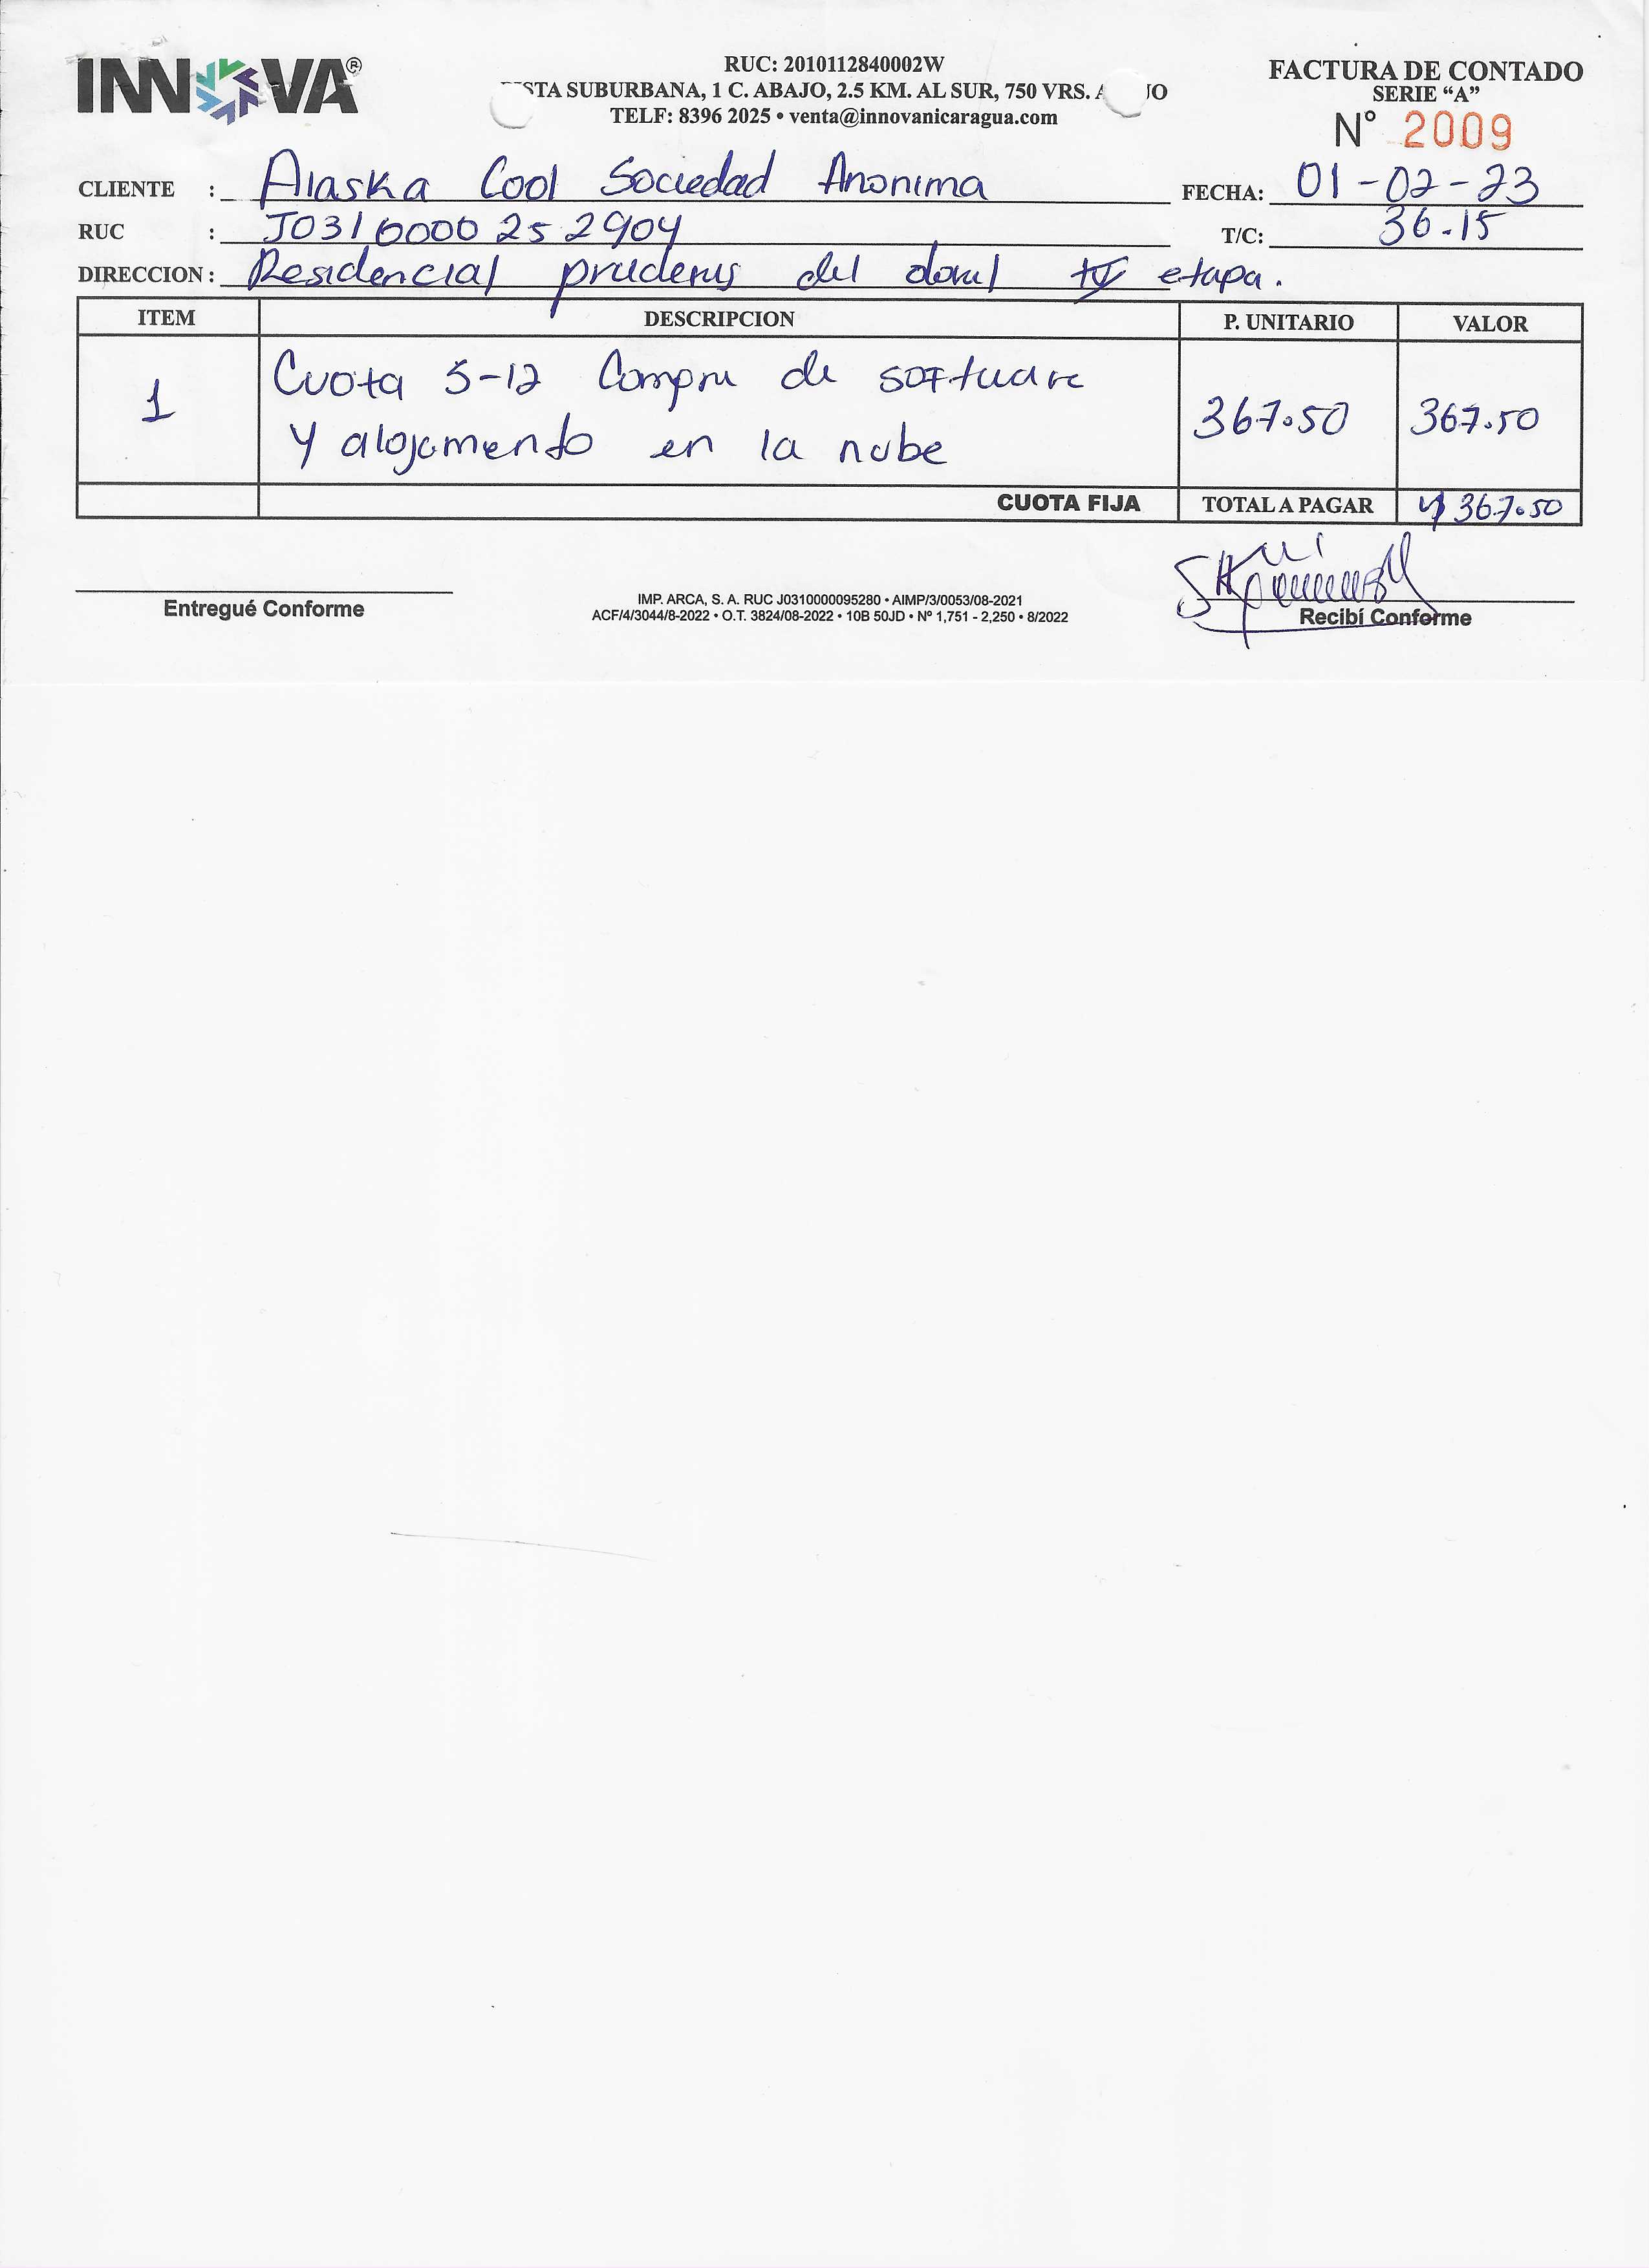 INNOVA®
RUC: 2010112840002W
STA SUBURBANA, 1 C. ABAJO, 2.5 KM. AL SUR, 750 VRS. A JO
TELF: 8396 2025 • venta@innovanicaragua.com
FACTURA DE CONTADO
SERIE “A”
N° 2009
CLIENTE : Alaska Cool Sociedad Anonima
FECHA: 01-02-23
RUC : J0310000252904
T/C: 36.15
DIRECCION : Residencial del etapa.
ITEM DESCRIPCION P. UNITARIO VALOR
1 Cuota 5-12 Compra de software 367.50 367.50
y alojamento en la nube
CUOTA FIJA TOTAL A PAGAR 367.50
Entregué Conforme
IMP. ARCA, S. A. RUC J0310000095280 • AIMP/3/0053/08-2021
ACF/4/3044/8-2022 • O.T. 3824/08-2022 • 10B 50JD • Nº 1,751 - 2,250 • 8/2022
Recibí Conforme